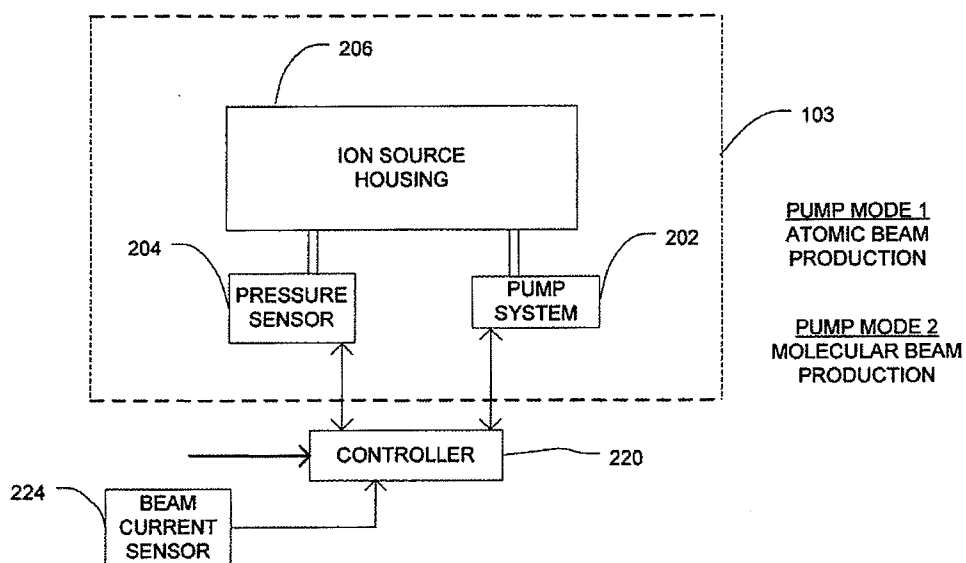 206
103
ION SOURCE
HOUSING
PUMP MODE 1
ATOMIC BEAM
PRODUCTION
204
202
PRESSURE
SENSOR
PUMP
SYSTEM
PUMP MODE 2
MOLECULAR BEAM
PRODUCTION
CONTROLLER
220
224
BEAM
CURRENT
SENSOR